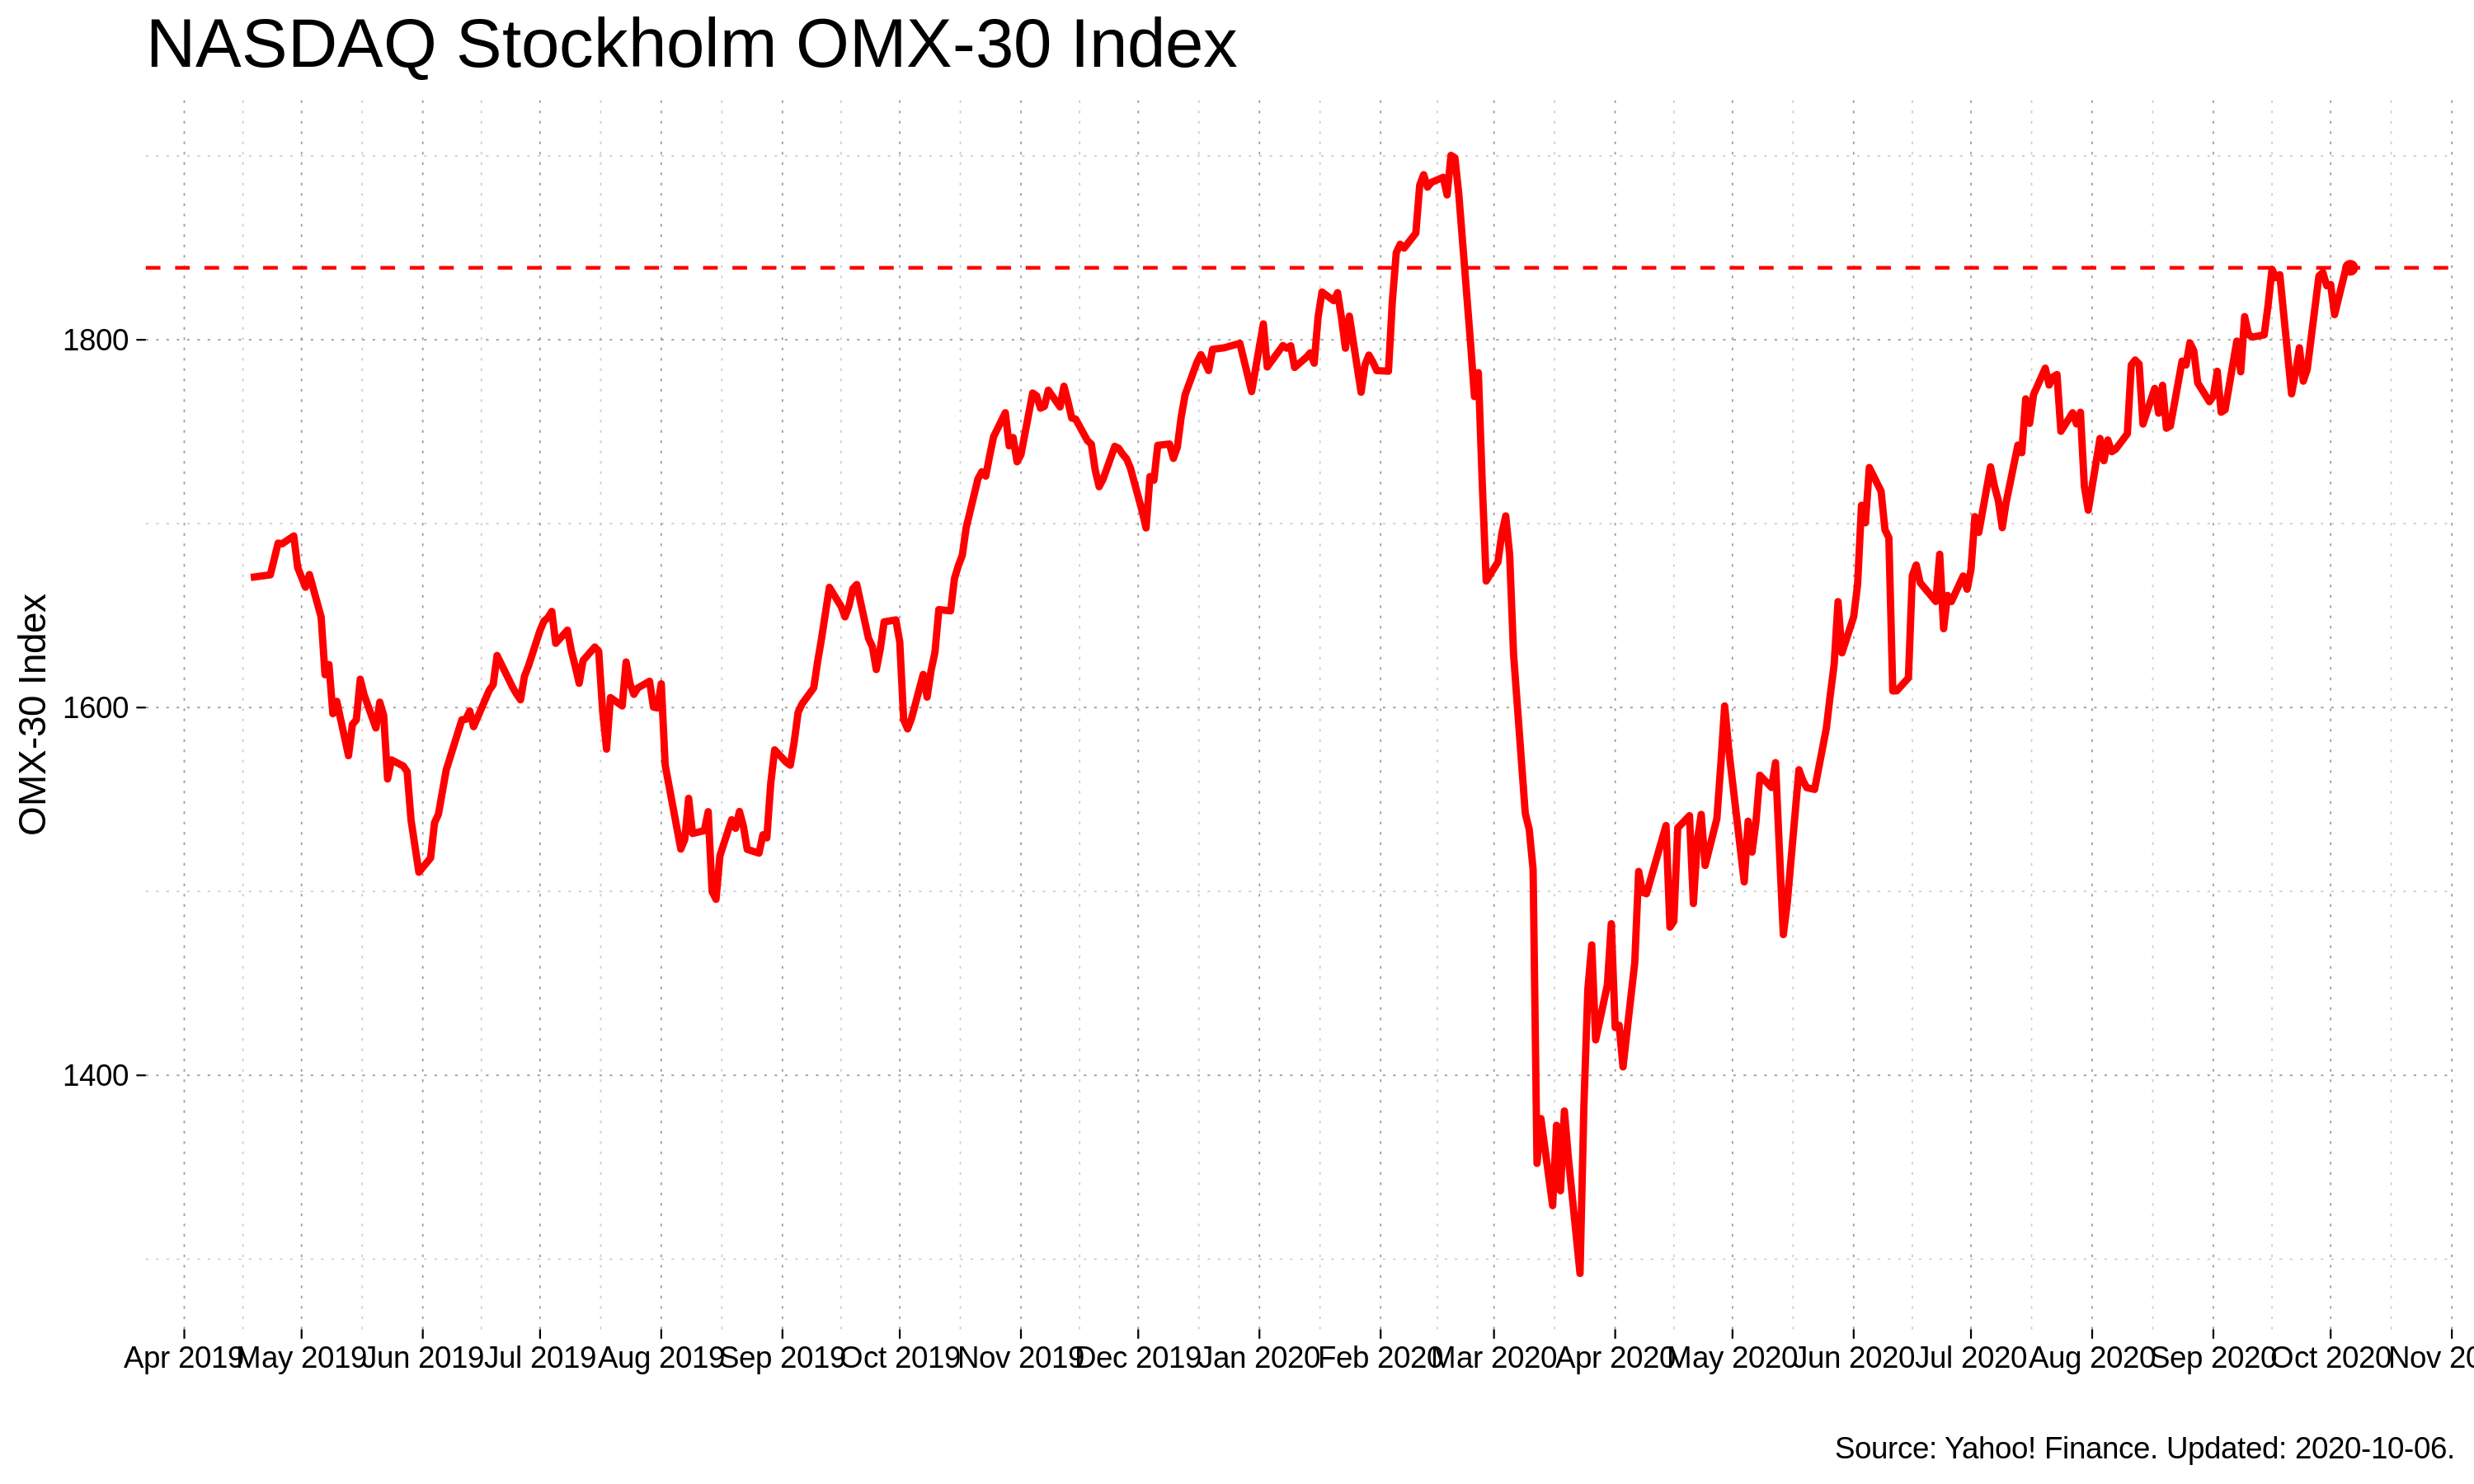 NASDAQ Stockholm OMX-30 Index
OMX-30 Index
1800
1600
1400
Apr 2019 May 2019 Jun 2019 Jul 2019 Aug 2019 Sep 2019 Oct 2019 Nov 2019 Dec 2019 Jan 2020 Feb 2020 Mar 2020 Apr 2020 May 2020 Jun 2020 Jul 2020 Aug 2020 Sep 2020 Oct 2020 Nov 20
Source: Yahoo! Finance. Updated: 2020-10-06.